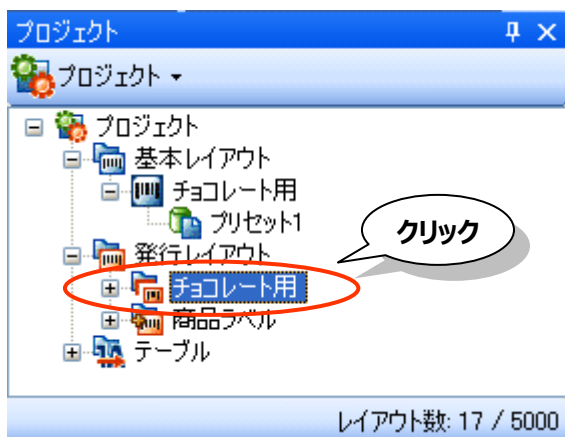 プロジェクト
プロジェクト
プロジェクト
基本レイアウト
チョコレート用
プリセット1
クリック
発行レイアウト
チョコレート用
商品ラベル
テーブル
レイアウト数: 17 / 5000